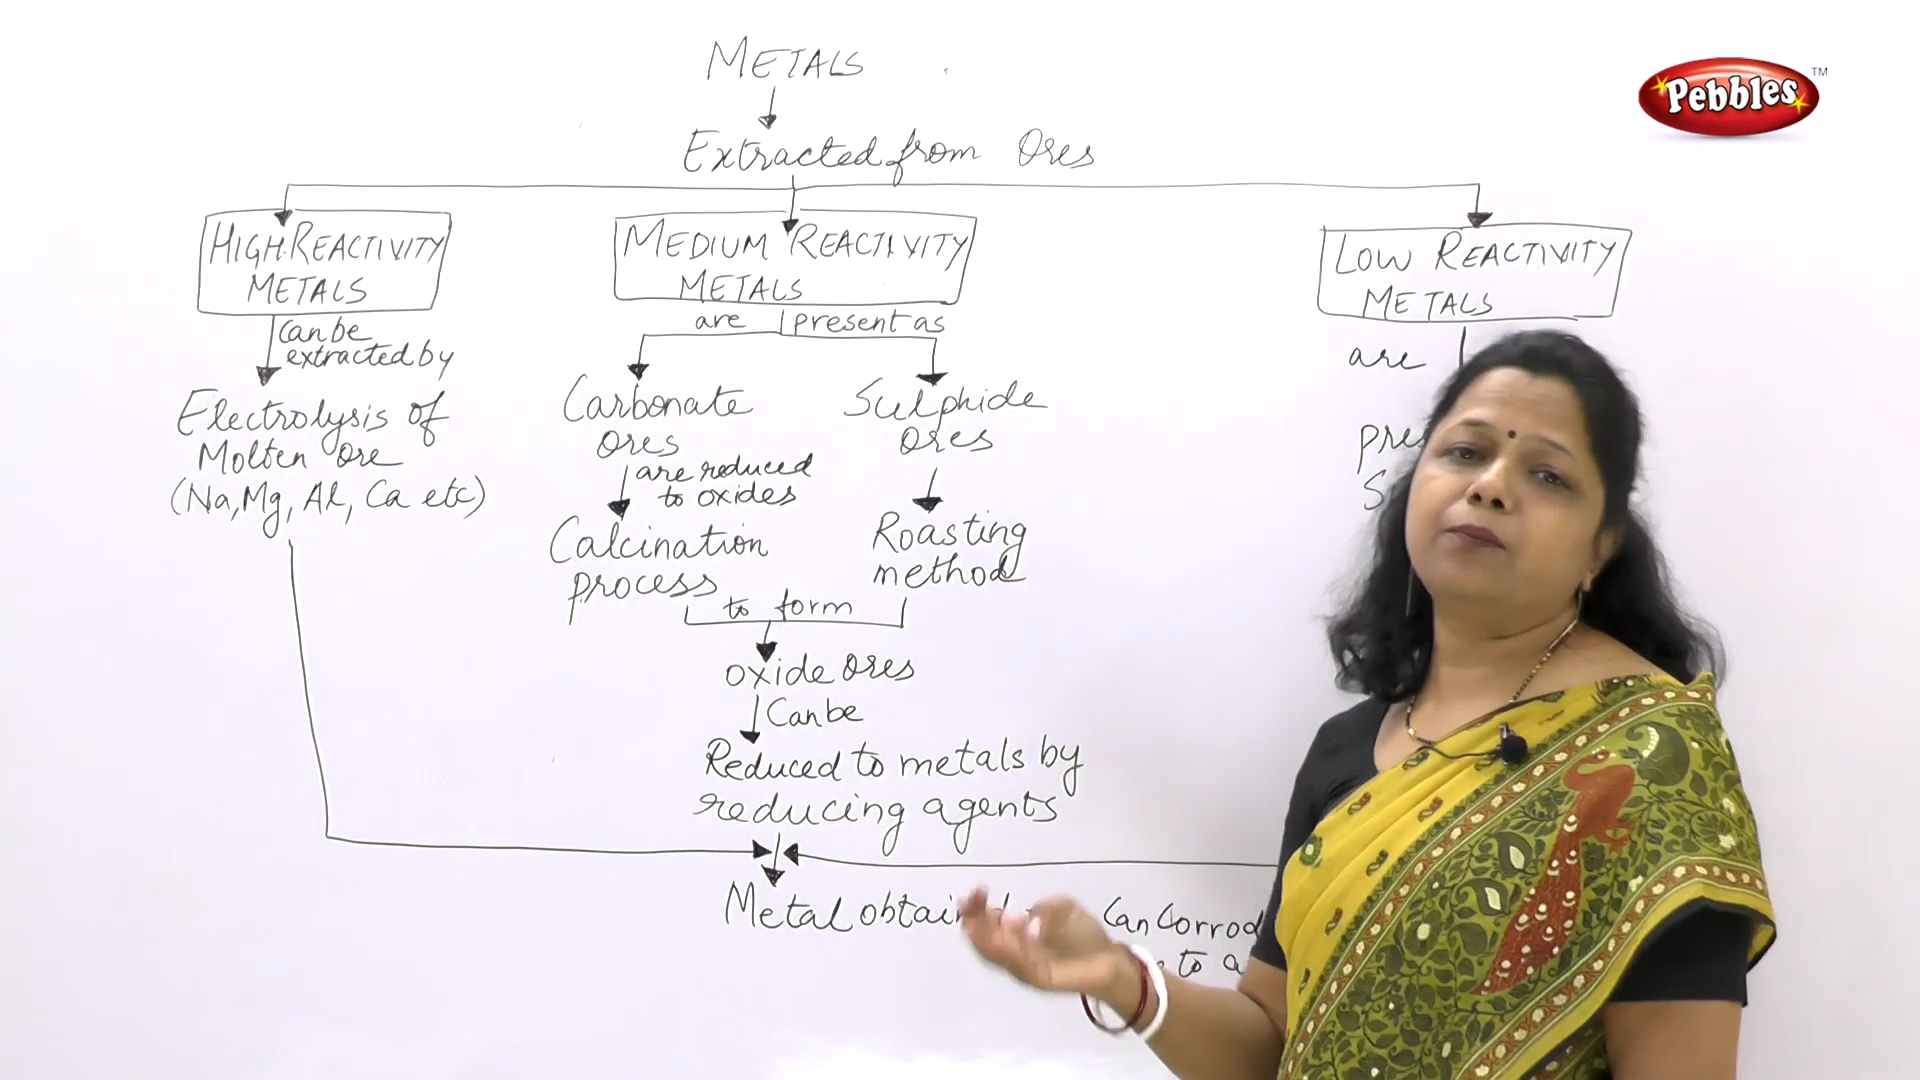 METALS
Extracted from Ores
HIGH REACTIVITY
METALS
can be
extracted by
Electrolysis of
Molten ore
(Na, Mg, Al, Ca etc)
MEDIUM REACTIVITY
METALS
are present as
Carbonate
ores
are reduced
to oxides
Calcination
process
Sulphide
ores
Roasting
method
to form
oxide ores
Can be
Reduced to metals by
reducing agents
Metal obtain
Can Corrod
to a
LOW REACTIVITY
METALS
are
pres
S
Pebbles
TM